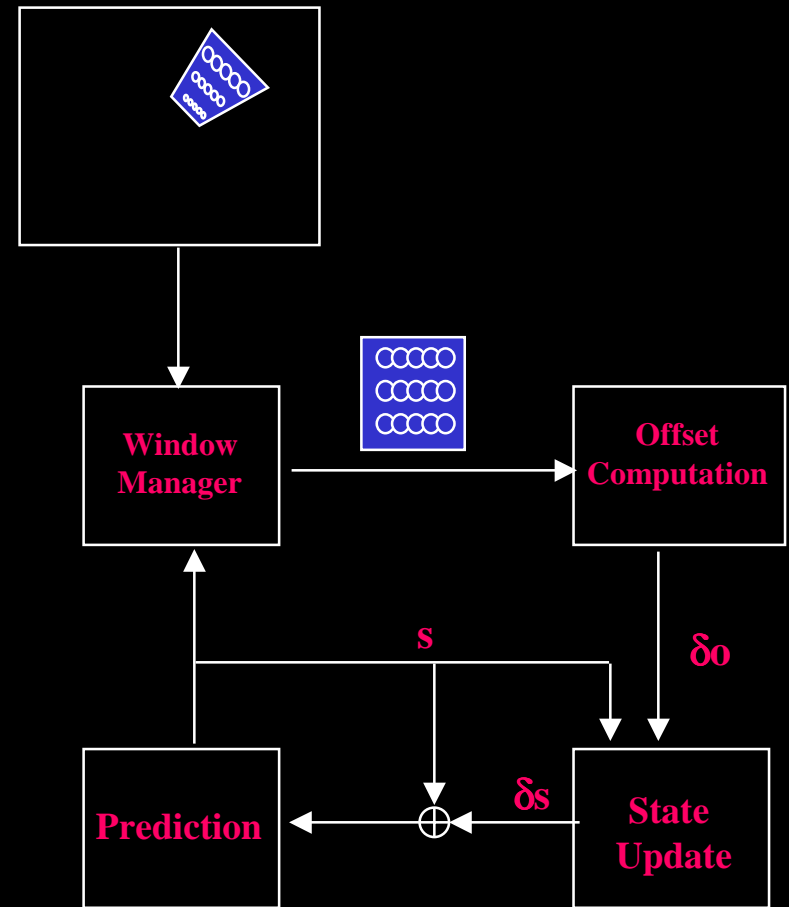 Window
Manager
Offset
Computation
s
δo
δs
Prediction
State
Update